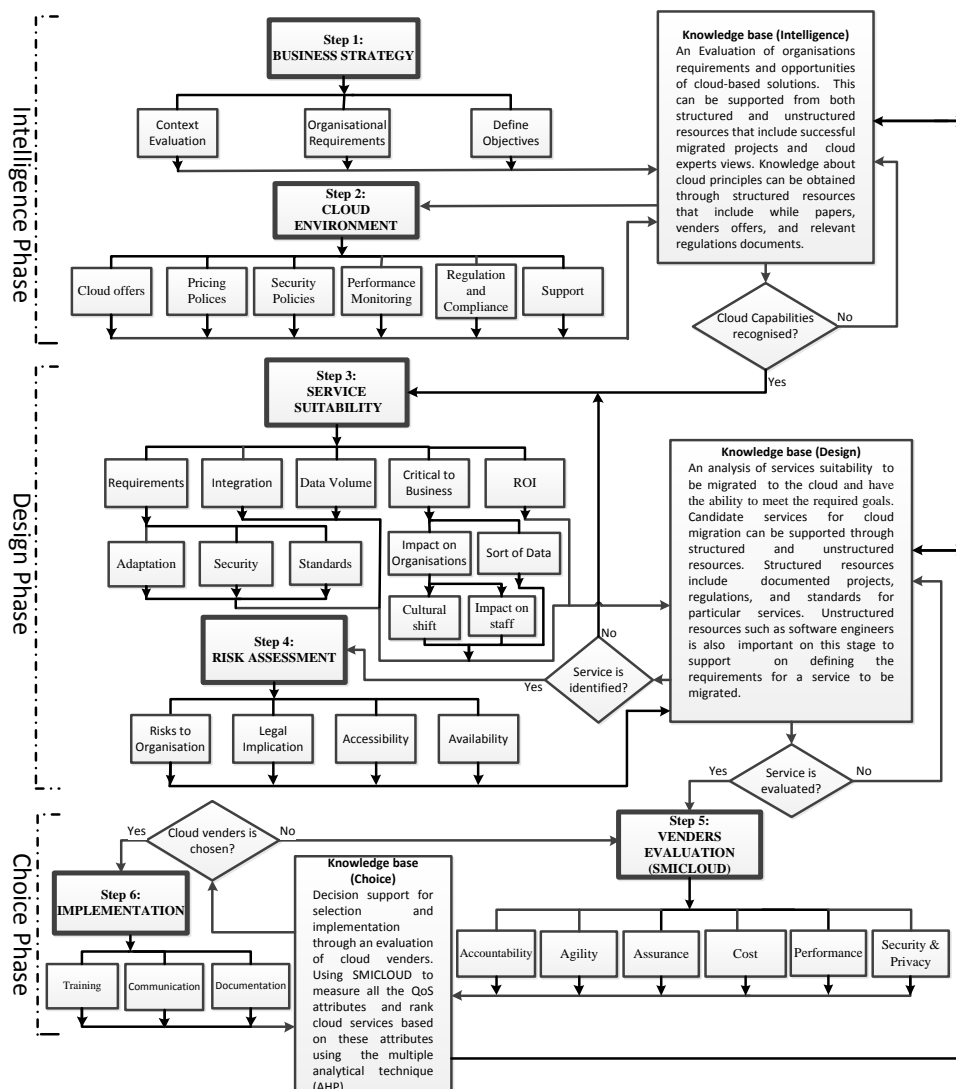 Intelligence Phase
Step 1:
BUSINESS STRATEGY
Context
Evaluation
Organisational
Requirements
Define
Objectives
Step 2:
CLOUD
ENVIRONMENT
Cloud offers
Pricing
Polices
Security
Policies
Performance
Monitoring
Regulation
and
Compliance
Support
Knowledge base (Intelligence)
An Evaluation of organisations
requirements and opportunities
of cloud-based solutions. This
can be supported from both
structured and unstructured
resources that include successful
migrated projects and cloud
experts views. Knowledge about
cloud principles can be obtained
through structured resources
that include while papers,
venders offers, and relevant
regulations documents.
Cloud Capabilities
recognised?
No
Yes
Design Phase
Step 3:
SERVICE
SUITABILITY
Requirements
Integration
Data Volume
Critical to
Business
ROI
Adaptation
Security
Standards
Impact on
Organisations
Sort of Data
Cultural
shift
Impact on
staff
Step 4:
RISK ASSESSMENT
Risks to
Organisation
Legal
Implication
Accessibility
Availability
No
Yes
Service is
identified?
Knowledge base (Design)
An analysis of services suitability to
be migrated to the cloud and have
the ability to meet the required goals.
Candidate services for cloud
migration can be supported through
structured and unstructured
resources. Structured resources
include documented projects,
regulations, and standards for
particular services. Unstructured
resources such as software engineers
is also important on this stage to
support on defining the
requirements for a service to be
migrated.
Yes
Service is
evaluated?
No
Choice Phase
Yes
Cloud venders is
chosen?
No
Step 5:
VENDERS
EVALUATION
(SMICLOUD)
Step 6:
IMPLEMENTATION
Training
Communication
Documentation
Knowledge base
(Choice)
Decision support for
selection and
implementation
through an evaluation
of cloud venders.
Using SMICLOUD to
measure all the QoS
attributes and rank
cloud services based
on these attributes
using the multiple
analytical technique
(AHP)
Accountability
Agility
Assurance
Cost
Performance
Security &
Privacy